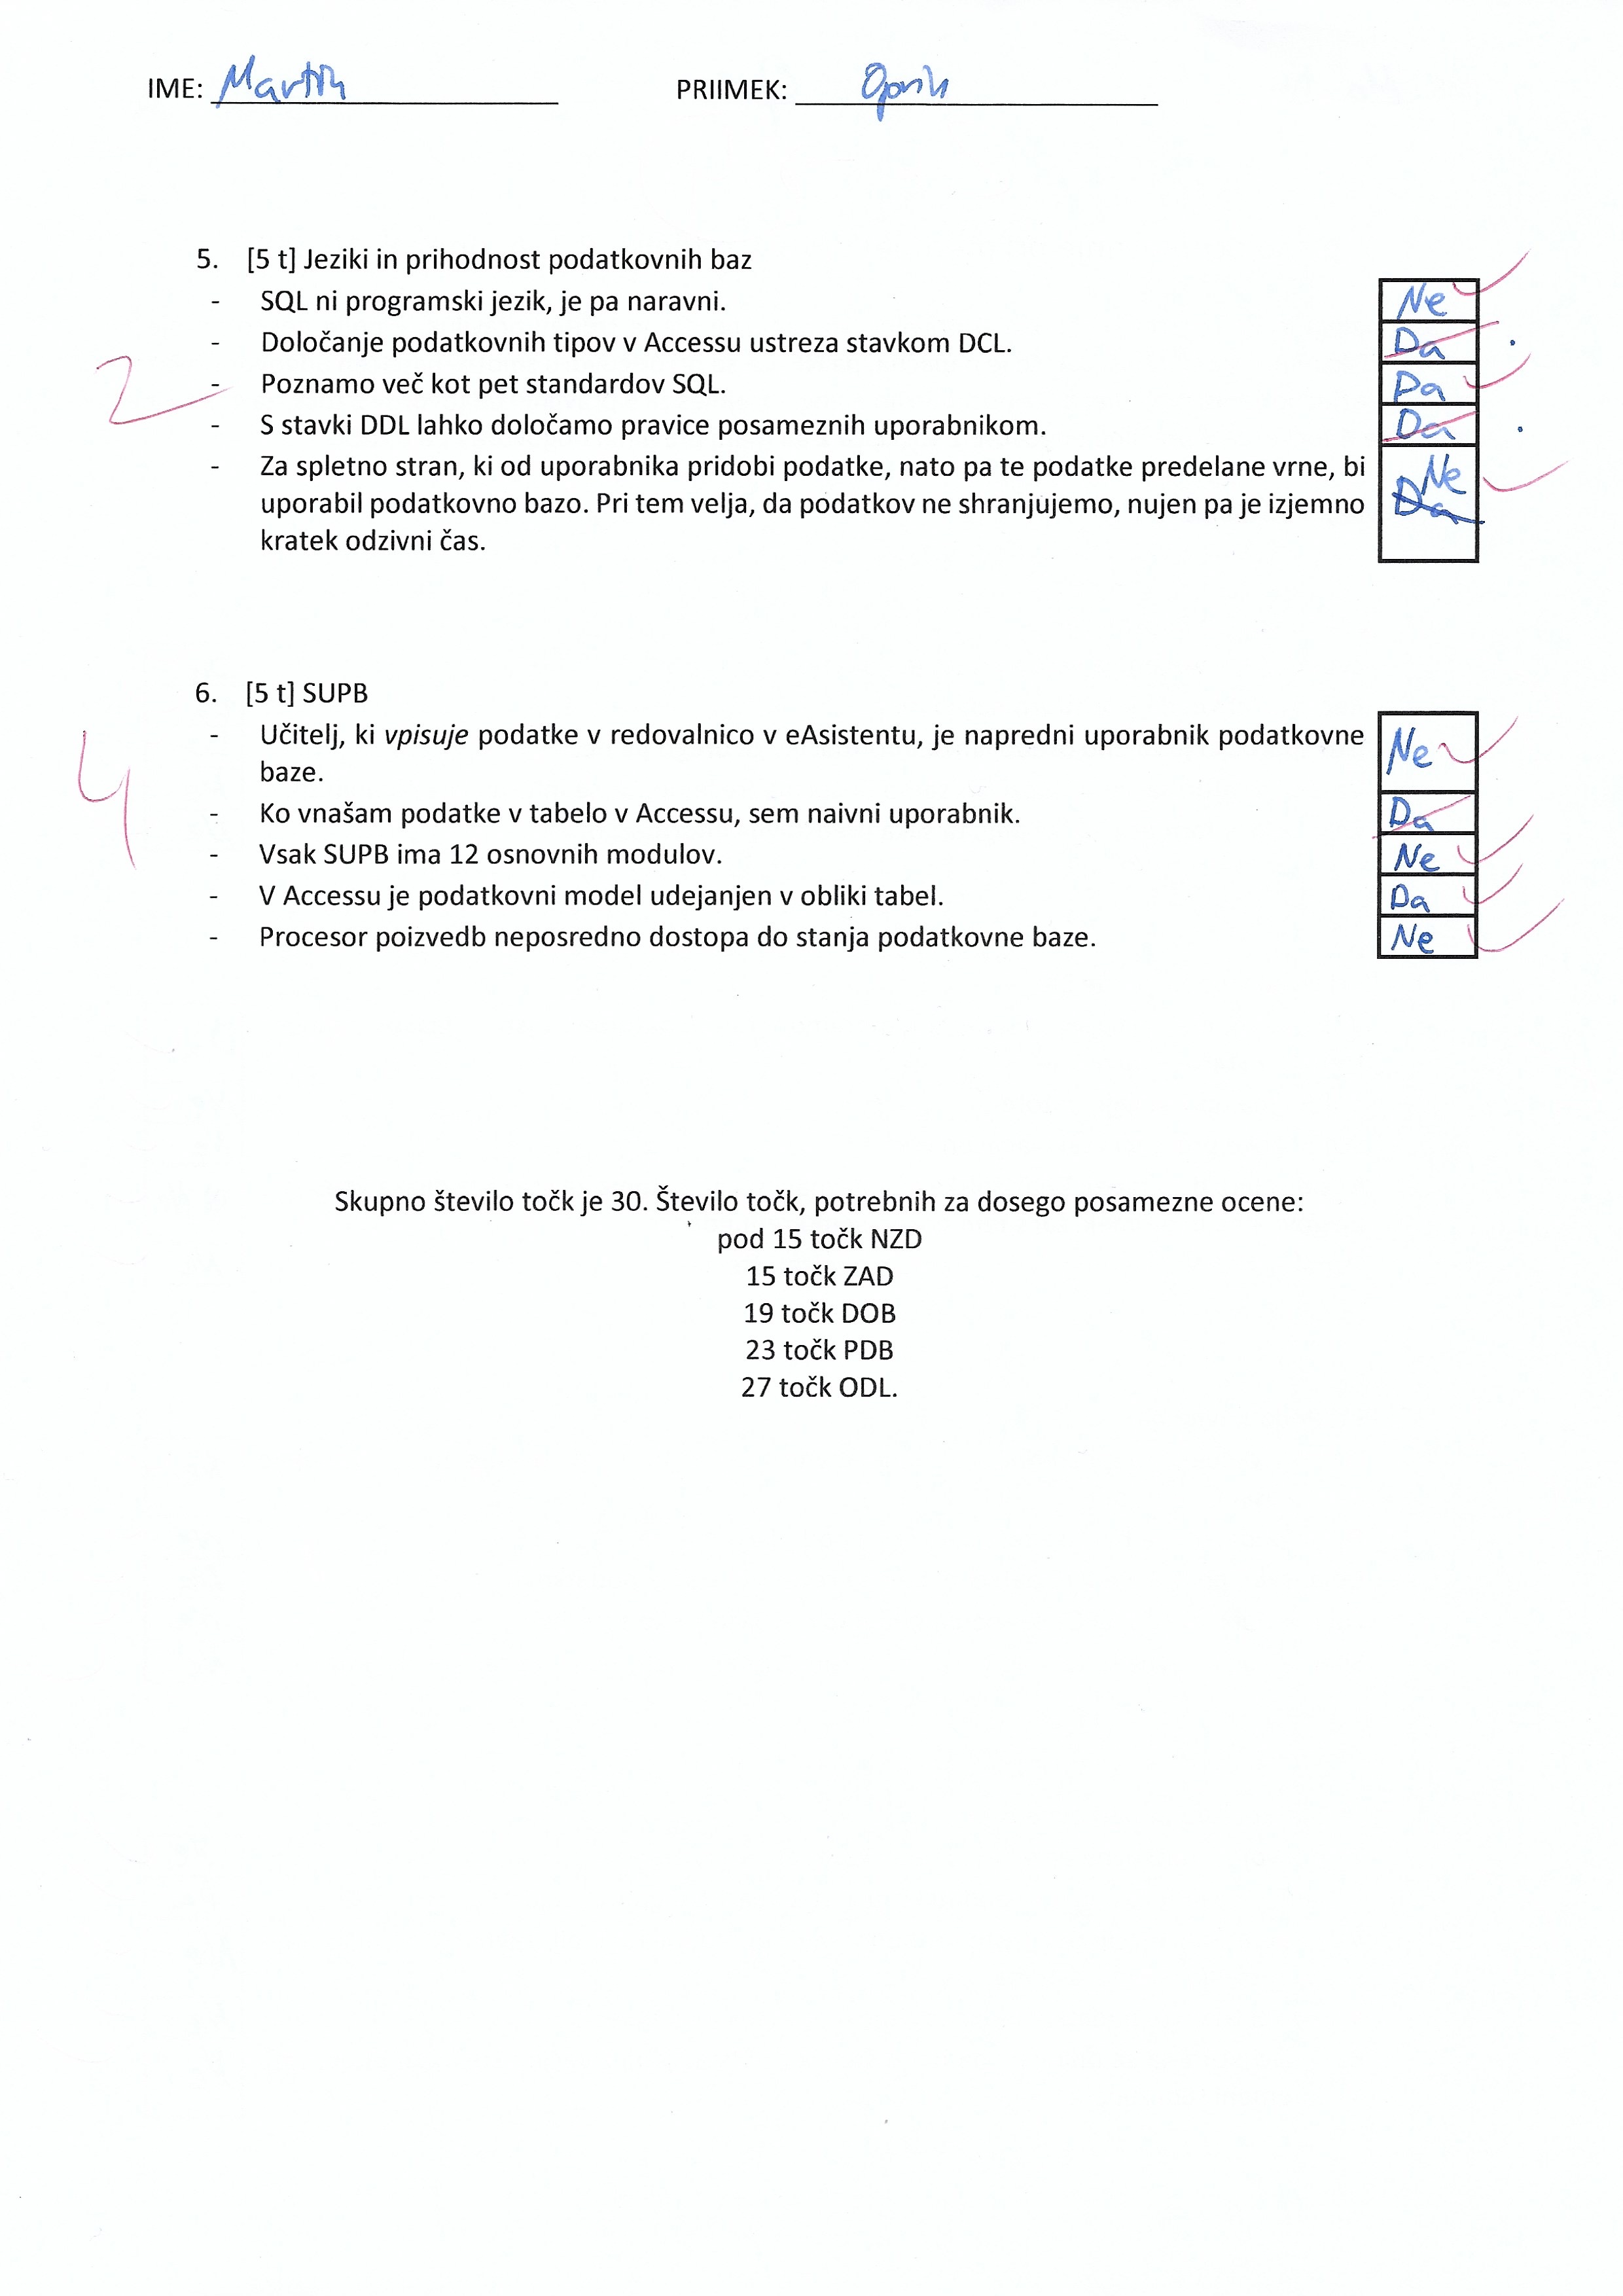 IME: Martin PRIIMEK:
5. [5 t] Jeziki in prihodnost podatkovnih baz
- SQL ni programski jezik, je pa naravni. Ne
- Določanje podatkovnih tipov v Accessu ustreza stavkom DCL. Da
2
- Poznamo več kot pet standardov SQL. Da
- S stavki DDL lahko določamo pravice posameznih uporabnikom. Da
- Za spletno stran, ki od uporabnika pridobi podatke, nato pa te podatke predelane vrne, bi Ne
uporabil podatkovno bazo. Pri tem velja, da podatkov ne shranjujemo, nujen pa je izjemno Da
kratek odzivni čas.
6. [5 t] SUPB
- Učitelj, ki vpisuje podatke v redovalnico v eAsistentu, je napredni uporabnik podatkovne Ne
baze.
4
- Ko vnašam podatke v tabelo v Accessu, sem naivni uporabnik. Da
- Vsak SUPB ima 12 osnovnih modulov. Ne
- V Accessu je podatkovni model udejanjen v obliki tabel. Da
- Procesor poizvedb neposredno dostopa do stanja podatkovne baze. Ne
Skupno število točk je 30. Število točk, potrebnih za dosego posamezne ocene:
pod 15 točk NZD
15 točk ZAD
19 točk DOB
23 točk PDB
27 točk ODL.